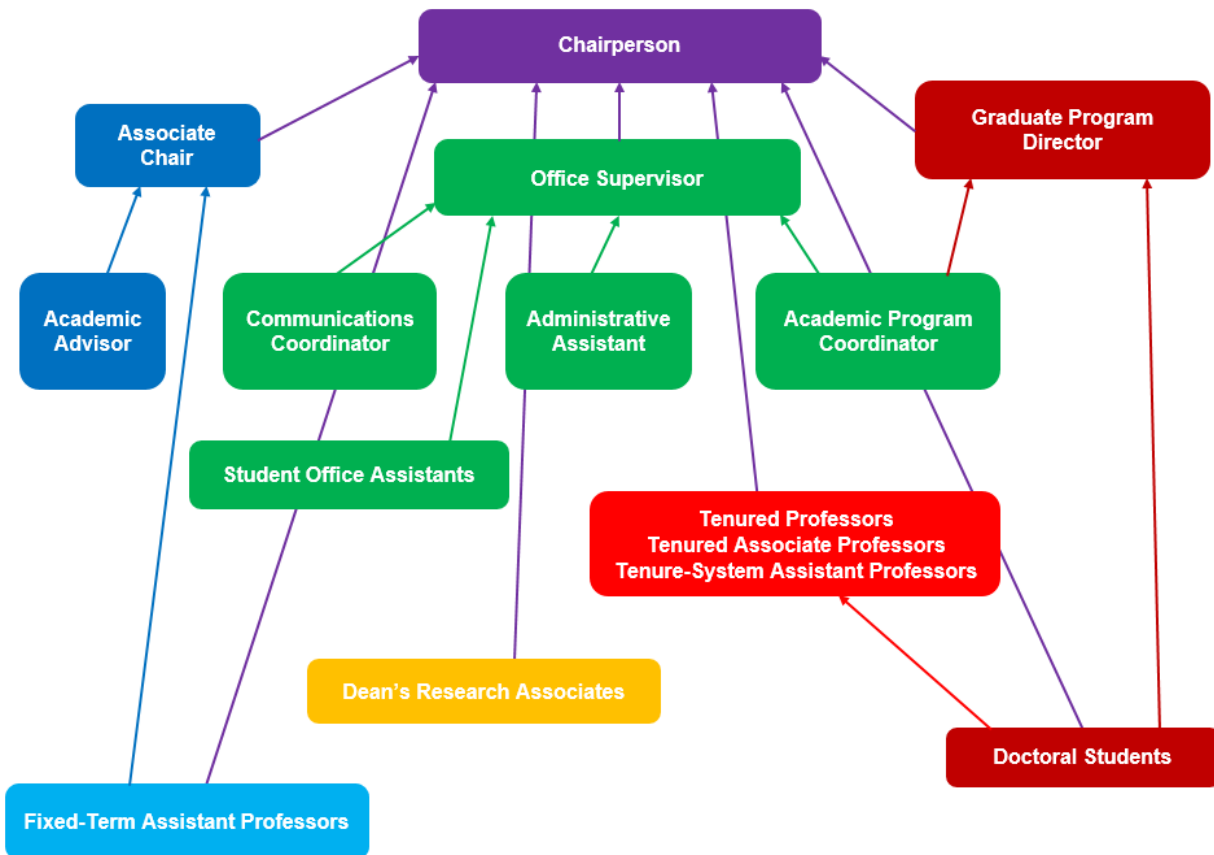 Chairperson
Associate
Chair
Graduate Program
Director
Office Supervisor
Academic
Advisor
Communications
Coordinator
Administrative
Assistant
Academic Program
Coordinator
Student Office Assistants
Tenured Professors
Tenured Associate Professors
Tenure-System Assistant Professors
Dean’s Research Associates
Doctoral Students
Fixed-Term Assistant Professors